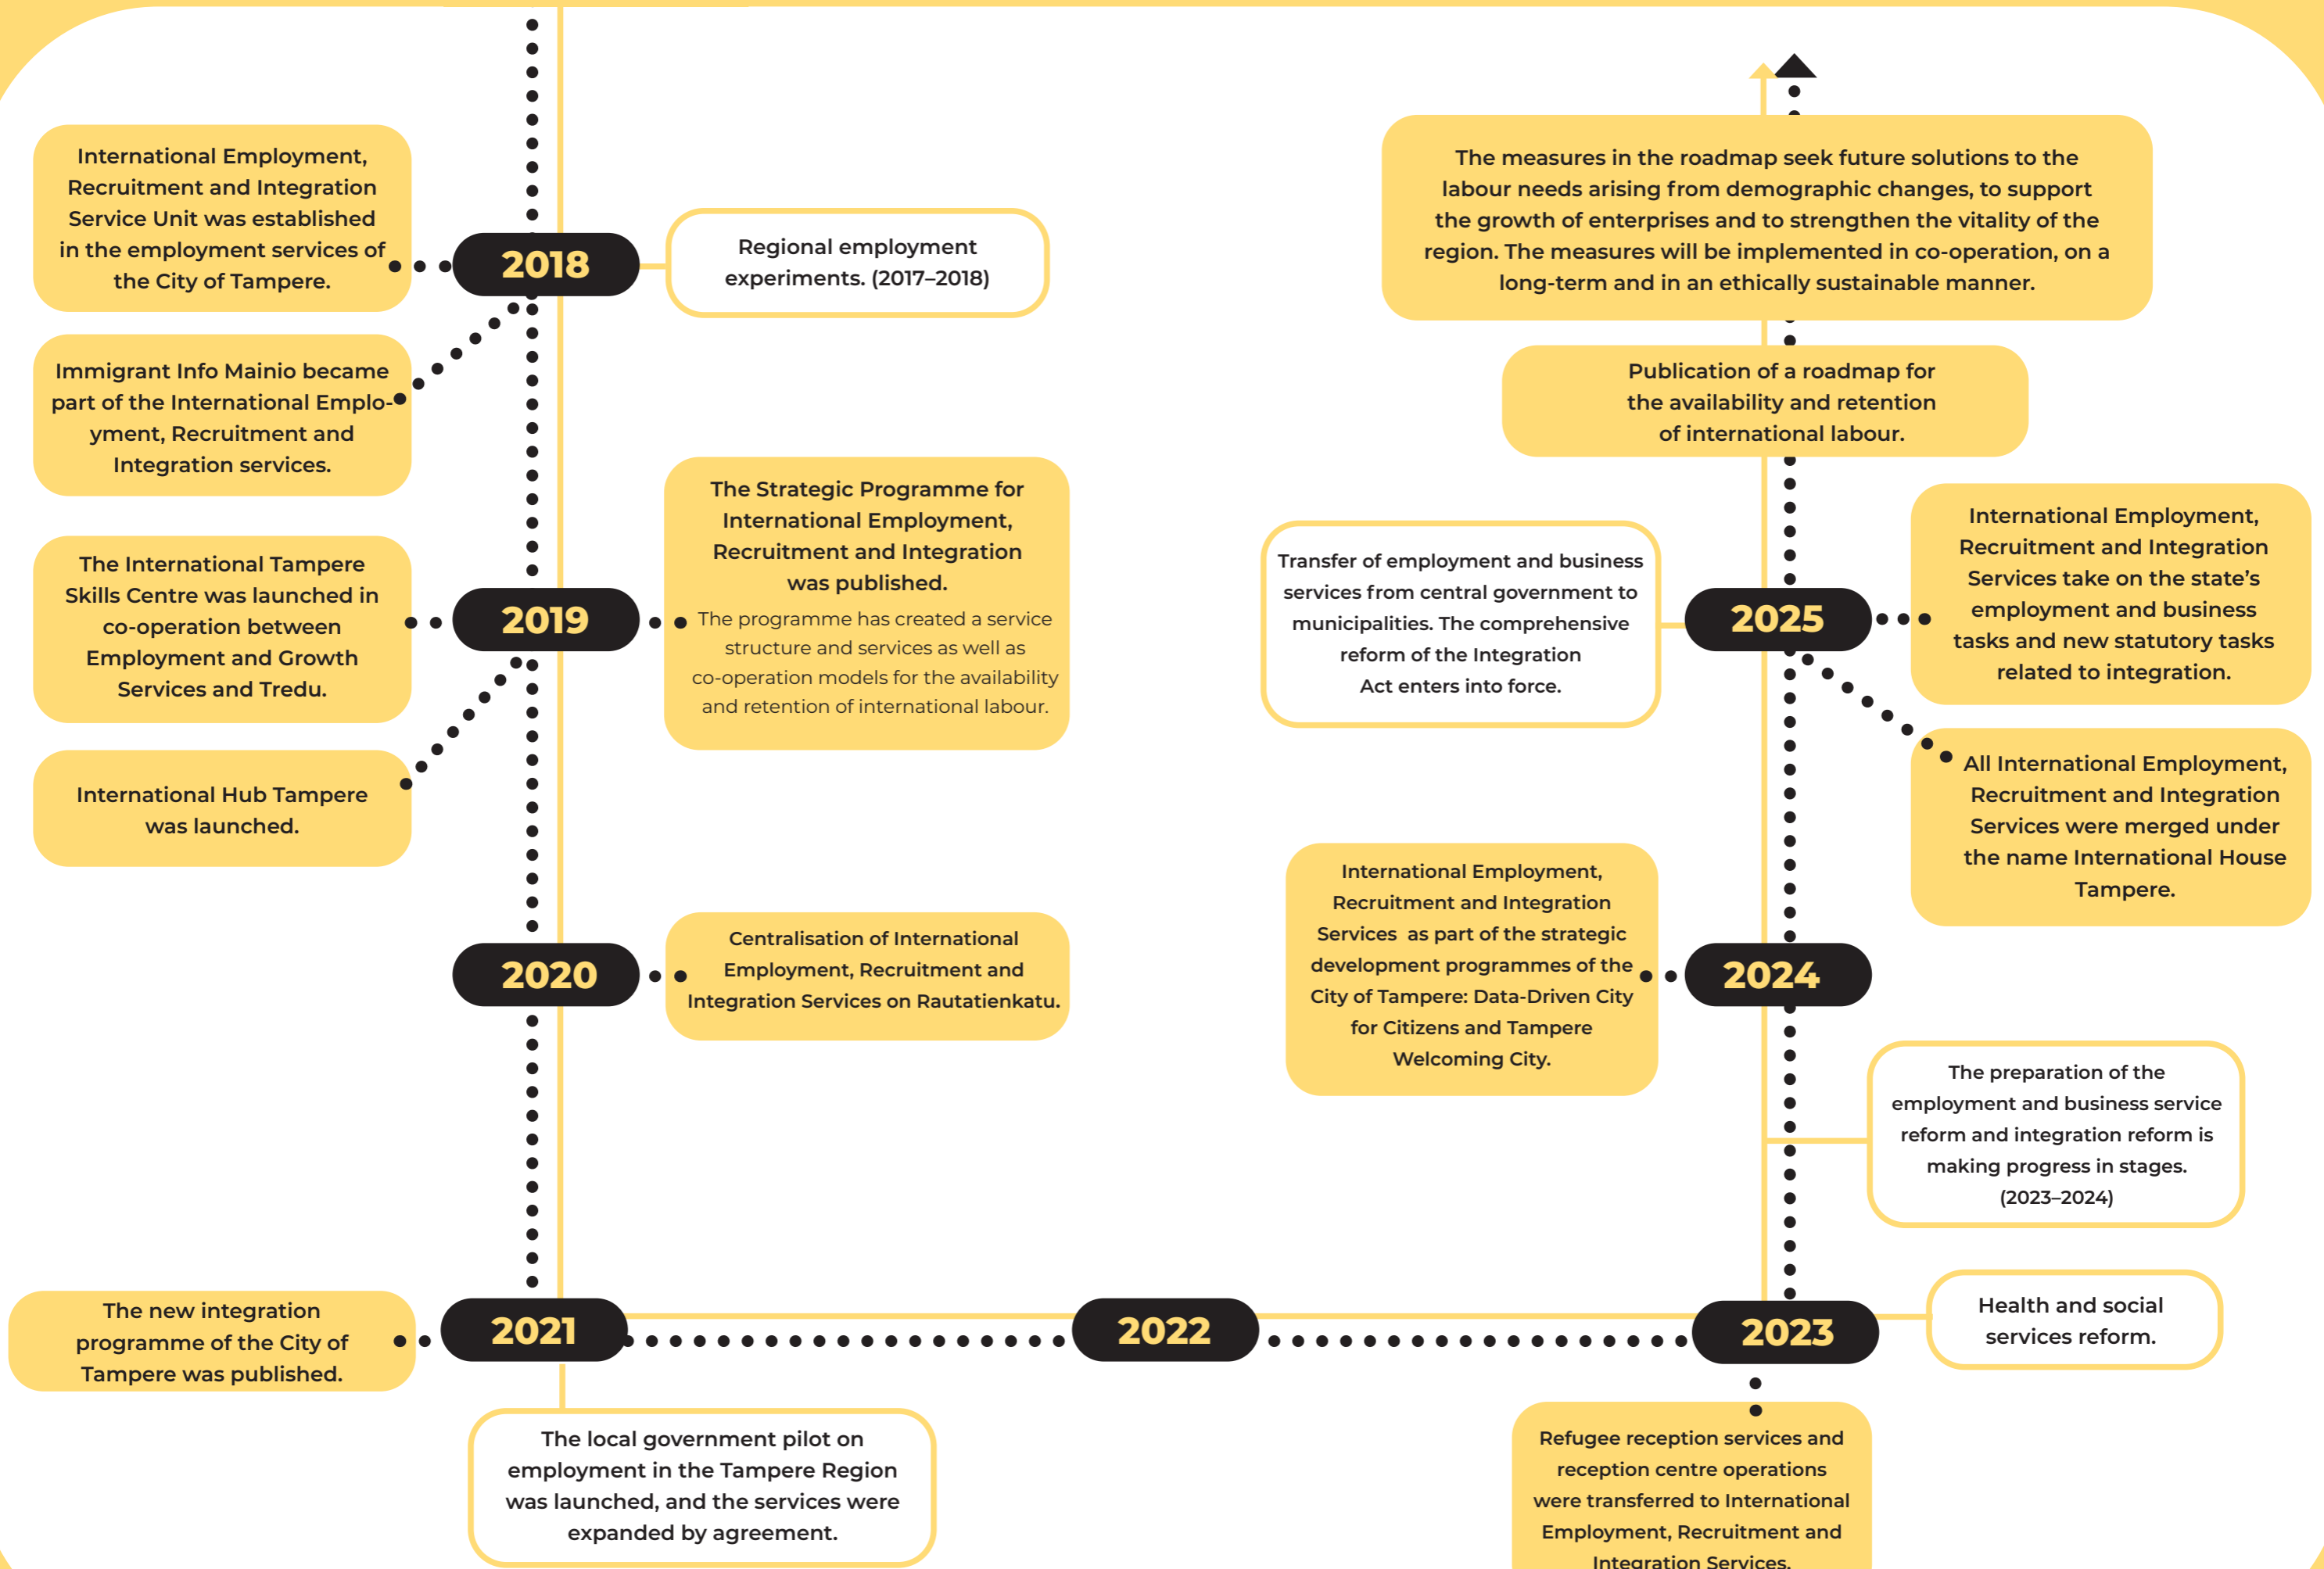 International Employment,
Recruitment and Integration
Service Unit was established
in the employment services of
the City of Tampere.
2018
Regional employment
experiments. (2017–2018)
Immigrant Info Mainio became
part of the International Emplo-
yment, Recruitment and
Integration services.
The International Tampere
Skills Centre was launched in
co-operation between
Employment and Growth
Services and Tredu.
2019
The Strategic Programme for
International Employment,
Recruitment and Integration
was published.
The programme has created a service
structure and services as well as
co-operation models for the availability
and retention of international labour.
International Hub Tampere
was launched.
2020
Centralisation of International
Employment, Recruitment and
Integration Services on Rautatienkatu.
The new integration
programme of the City of
Tampere was published.
2021
The local government pilot on
employment in the Tampere Region
was launched, and the services were
expanded by agreement.
2022
2023
Health and social
services reform.
Refugee reception services and
reception centre operations
were transferred to International
Employment, Recruitment and
Integration Services.
The preparation of the
employment and business service
reform and integration reform is
making progress in stages.
(2023–2024)
2024
International Employment,
Recruitment and Integration
Services as part of the strategic
development programmes of the
City of Tampere: Data-Driven City
for Citizens and Tampere
Welcoming City.
2025
Transfer of employment and business
services from central government to
municipalities. The comprehensive
reform of the Integration
Act enters into force.
International Employment,
Recruitment and Integration
Services take on the state's
employment and business
tasks and new statutory tasks
related to integration.
All International Employment,
Recruitment and Integration
Services were merged under
the name International House
Tampere.
Publication of a roadmap for
the availability and retention
of international labour.
The measures in the roadmap seek future solutions to the
labour needs arising from demographic changes, to support
the growth of enterprises and to strengthen the vitality of the
region. The measures will be implemented in co-operation, on a
long-term and in an ethically sustainable manner.